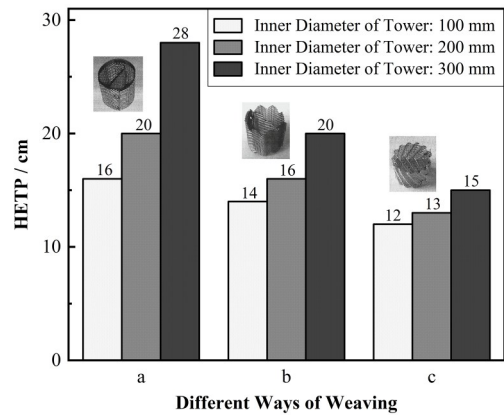 Inner Diameter of Tower: 100 mm
Inner Diameter of Tower: 200 mm
Inner Diameter of Tower: 300 mm
HETP / cm
30
20
10
0
16
20
28
14
16
20
12
13
15
a
b
c
Different Ways of Weaving